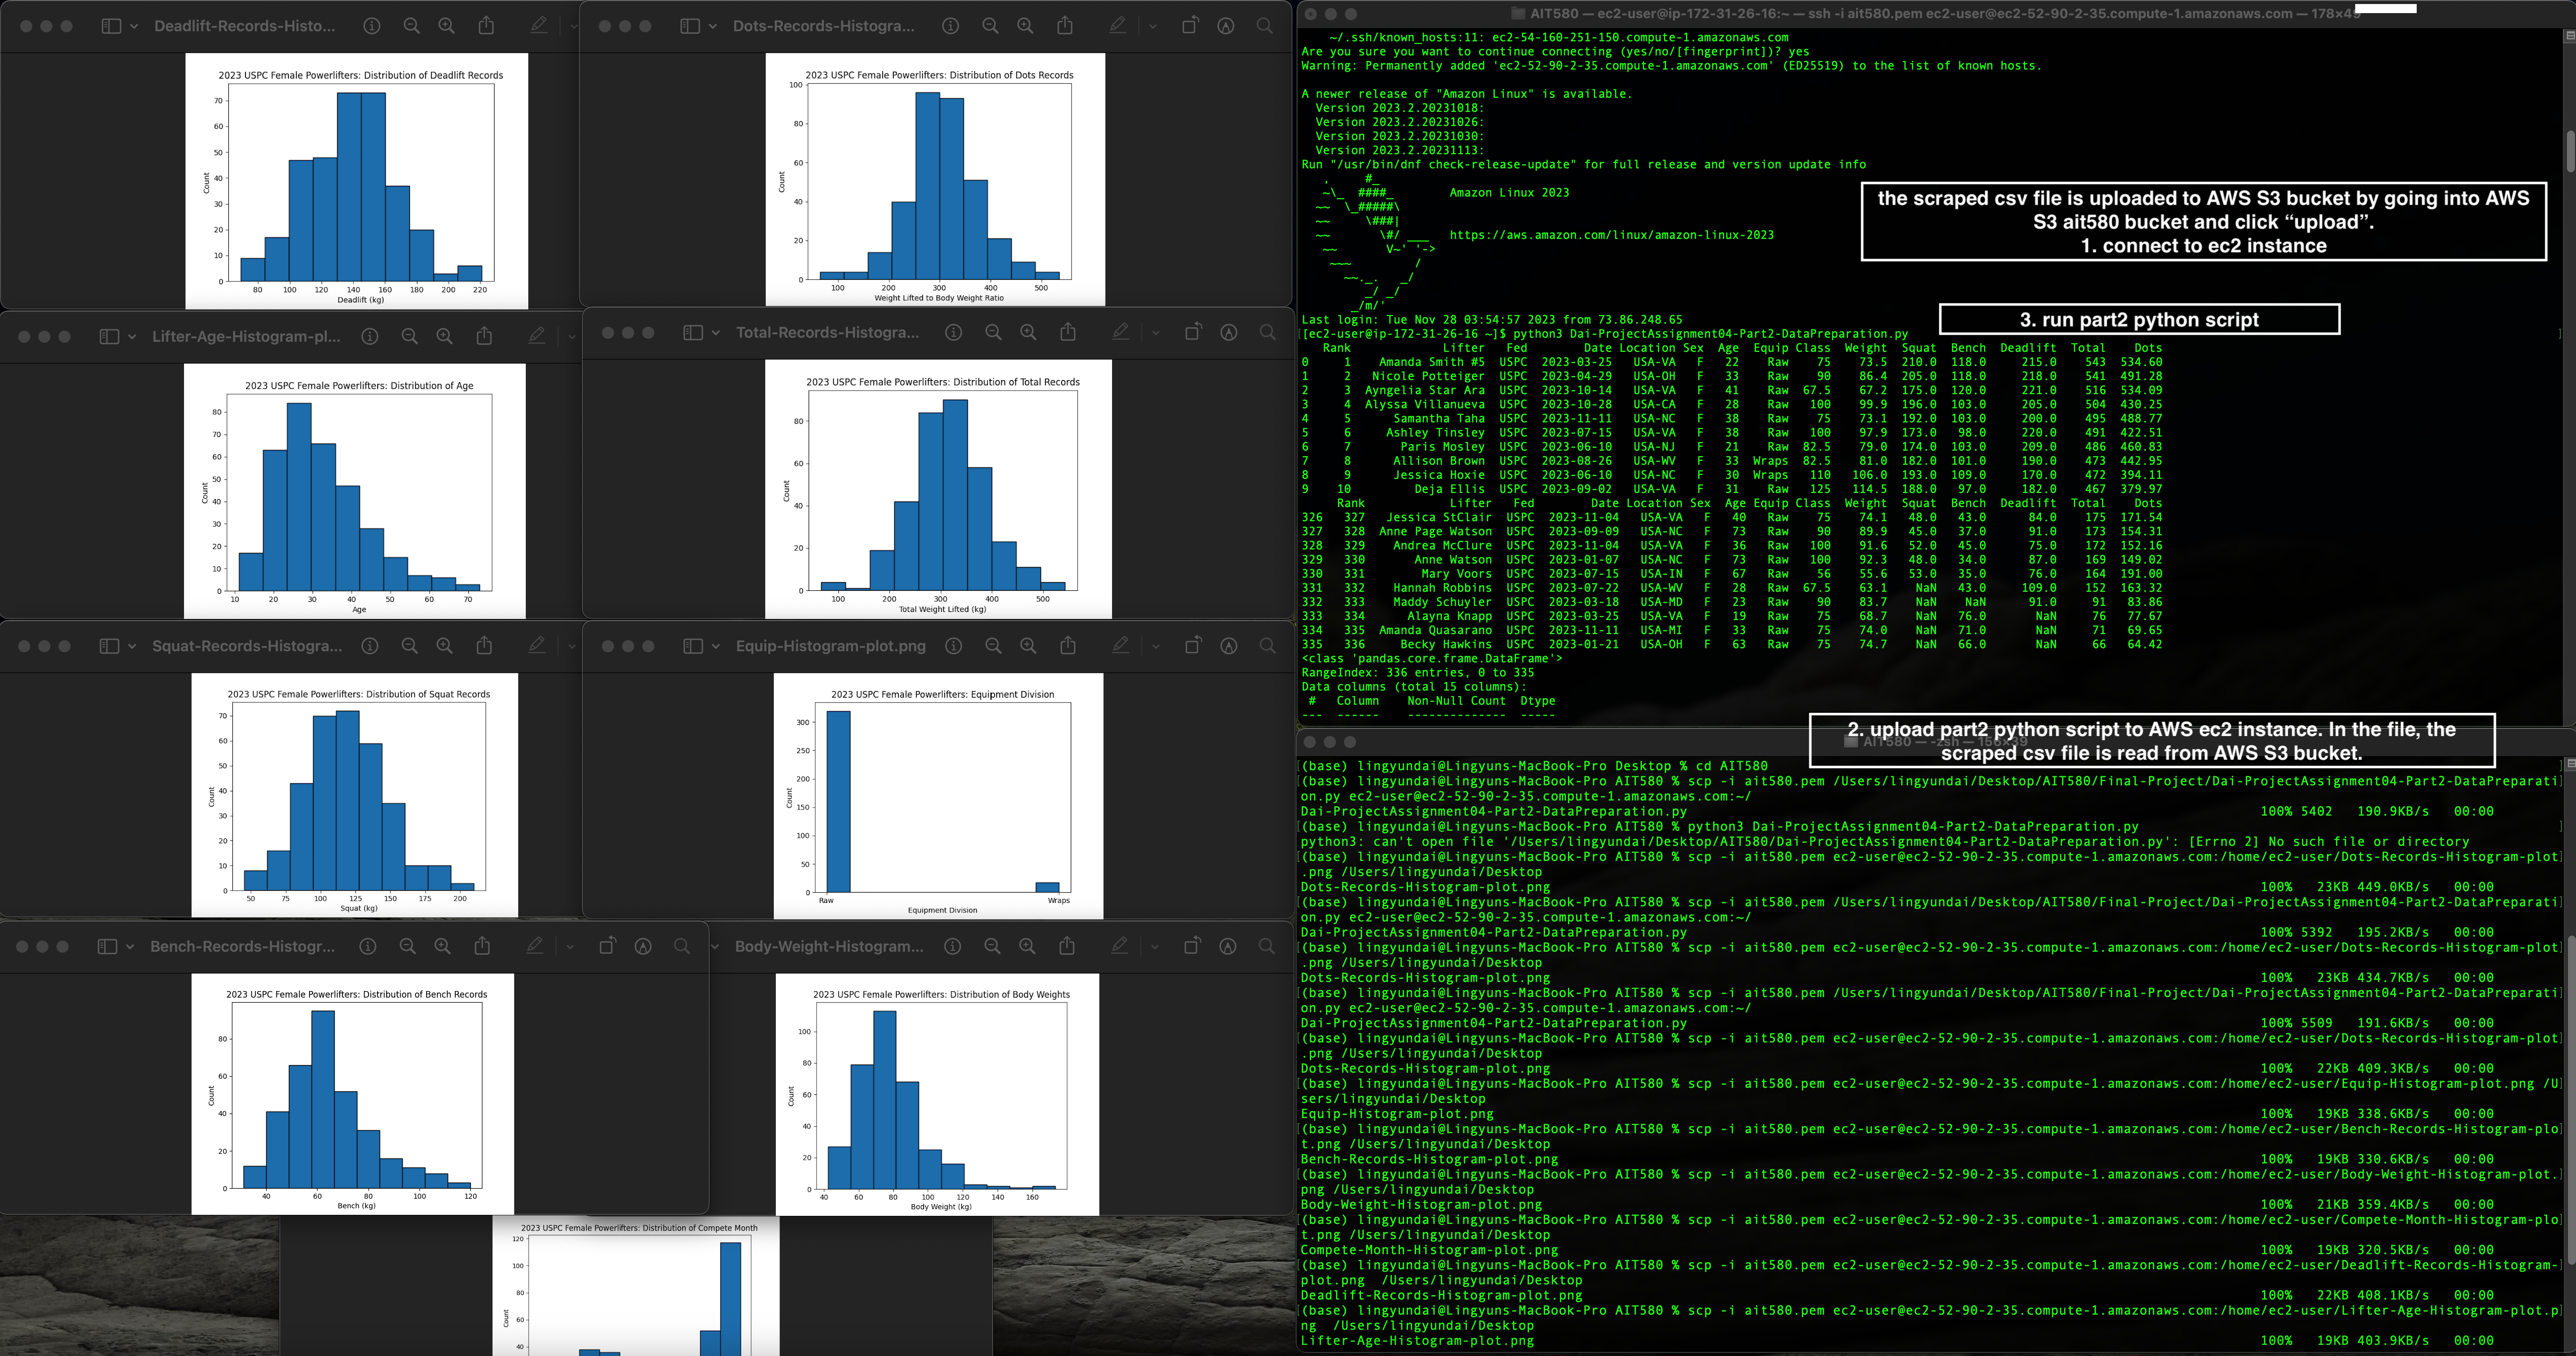 Deadlift-Records-Histo...
2023 USPC Female Powerlifters: Distribution of Deadlift Records
Count
70
60
50
40
30
20
10
0
80 100 120 140 160 180 200 220
Deadlift (kg)
Dots-Records-Histogra...
2023 USPC Female Powerlifters: Distribution of Dots Records
Count
100
80
60
40
20
0
100 200 300 400 500
Weight Lifted to Body Weight Ratio
Lifter-Age-Histogram-pl...
2023 USPC Female Powerlifters: Distribution of Age
Count
80
70
60
50
40
30
20
10
0
10 20 30 40 50 60 70
Age
Total-Records-Histogra...
2023 USPC Female Powerlifters: Distribution of Total Records
Count
80
60
40
20
0
100 200 300 400 500
Total Weight Lifted (kg)
Squat-Records-Histogra...
2023 USPC Female Powerlifters: Distribution of Squat Records
Count
70
60
50
40
30
20
10
0
50 75 100 125 150 175 200
Squat (kg)
Equip-Histogram-plot.png
2023 USPC Female Powerlifters: Equipment Division
Count
300
250
200
150
100
50
0
Raw Wraps
Equipment Division
Bench-Records-Histogr...
2023 USPC Female Powerlifters: Distribution of Bench Records
Count
80
60
40
20
0
40 60 80 100 120
Bench (kg)
Body-Weight-Histogram...
2023 USPC Female Powerlifters: Distribution of Body Weights
Count
100
80
60
40
20
0
40 60 80 100 120 140 160
Body Weight (kg)
2023 USPC Female Powerlifters: Distribution of Compete Month
Count
120
100
80
60
40
AIT580 — ec2-user@ip-172-31-26-16:~ — ssh -i ait580.pem ec2-user@ec2-52-90-2-35.compute-1.amazonaws.com — 178×49
~/.ssh/known_hosts:11: ec2-54-160-251-150.compute-1.amazonaws.com
Are you sure you want to continue connecting (yes/no/[fingerprint])? yes
Warning: Permanently added 'ec2-52-90-2-35.compute-1.amazonaws.com' (ED25519) to the list of known hosts.
A newer release of "Amazon Linux" is available.
Version 2023.2.20231018:
Version 2023.2.20231026:
Version 2023.2.20231030:
Version 2023.2.20231113:
Run "/usr/bin/dnf check-release-update" for full release and version update info
, #_
~\_ ####_ Amazon Linux 2023
~~ \_#####\
~~ \###|
~~ \#/ ___ https://aws.amazon.com/linux/amazon-linux-2023
~~ V~' '->
~~~ /
~~._. _/
_/ _/
_/m/'
the scraped csv file is uploaded to AWS S3 bucket by going into AWS
S3 ait580 bucket and click “upload”.
1. connect to ec2 instance
Last login: Tue Nov 28 03:54:57 2023 from 73.86.248.65
3. run part2 python script
[[ec2-user@ip-172-31-26-16 ~]$ python3 Dai-ProjectAssignment04-Part2-DataPreparation.py ]
Rank Lifter Fed Date Location Sex Age Equip Class Weight Squat Bench Deadlift Total Dots
0 1 Amanda Smith #5 USPC 2023-03-25 USA-VA F 22 Raw 75 73.5 210.0 118.0 215.0 543 534.60
1 2 Nicole Potteiger USPC 2023-04-29 USA-OH F 33 Raw 90 86.4 205.0 118.0 218.0 541 491.28
2 3 Ayngelia Star Ara USPC 2023-10-14 USA-VA F 41 Raw 67.5 67.2 175.0 120.0 221.0 516 534.09
3 4 Alyssa Villanueva USPC 2023-10-28 USA-CA F 28 Raw 100 99.9 196.0 103.0 205.0 504 430.25
4 5 Samantha Taha USPC 2023-11-11 USA-NC F 38 Raw 75 73.1 192.0 103.0 200.0 495 488.77
5 6 Ashley Tinsley USPC 2023-07-15 USA-VA F 38 Raw 100 97.9 173.0 98.0 220.0 491 422.51
6 7 Paris Mosley USPC 2023-06-10 USA-NJ F 21 Raw 82.5 79.0 174.0 103.0 209.0 486 460.83
7 8 Allison Brown USPC 2023-08-26 USA-WV F 33 Wraps 82.5 81.0 182.0 101.0 190.0 473 442.95
8 9 Jessica Hoxie USPC 2023-06-10 USA-NC F 30 Wraps 110 106.0 193.0 109.0 170.0 472 394.11
9 10 Deja Ellis USPC 2023-09-02 USA-VA F 31 Raw 125 114.5 188.0 97.0 182.0 467 379.97
Rank Lifter Fed Date Location Sex Age Equip Class Weight Squat Bench Deadlift Total Dots
326 327 Jessica StClair USPC 2023-11-04 USA-VA F 40 Raw 75 74.1 48.0 43.0 84.0 175 171.54
327 328 Anne Page Watson USPC 2023-09-09 USA-NC F 73 Raw 90 89.9 45.0 37.0 91.0 173 154.31
328 329 Andrea McClure USPC 2023-11-04 USA-VA F 36 Raw 100 91.6 52.0 45.0 75.0 172 152.16
329 330 Anne Watson USPC 2023-01-07 USA-NC F 73 Raw 100 92.3 48.0 34.0 87.0 169 149.02
330 331 Mary Voors USPC 2023-07-15 USA-IN F 67 Raw 56 55.6 53.0 35.0 76.0 164 191.00
331 332 Hannah Robbins USPC 2023-07-22 USA-WV F 28 Raw 67.5 63.1 NaN 43.0 109.0 152 163.32
332 333 Maddy Schuyler USPC 2023-03-18 USA-MD F 23 Raw 90 83.7 NaN NaN 91.0 91 83.86
333 334 Alayna Knapp USPC 2023-03-25 USA-VA F 19 Raw 75 68.7 NaN 76.0 NaN 76 77.67
334 335 Amanda Quasarano USPC 2023-11-11 USA-MI F 33 Raw 75 74.0 NaN 71.0 NaN 71 69.65
335 336 Becky Hawkins USPC 2023-01-21 USA-OH F 63 Raw 75 74.7 NaN 66.0 NaN 66 64.42
<class 'pandas.core.frame.DataFrame'>
RangeIndex: 336 entries, 0 to 335
Data columns (total 15 columns):
# Column Non-Null Count Dtype
--- ------ -------------- -----
2. upload part2 python script to AWS ec2 instance. In the file, the
scraped csv file is read from AWS S3 bucket.
AIT580 — -zsh — 156×39
[(base) lingyundai@Lingyuns-MacBook-Pro Desktop % cd AIT580 ]
[(base) lingyundai@Lingyuns-MacBook-Pro AIT580 % scp -i ait580.pem /Users/lingyundai/Desktop/AIT580/Final-Project/Dai-ProjectAssignment04-Part2-DataPreparati]
on.py ec2-user@ec2-52-90-2-35.compute-1.amazonaws.com:~/
Dai-ProjectAssignment04-Part2-DataPreparation.py 100% 5402 190.9KB/s 00:00
[(base) lingyundai@Lingyuns-MacBook-Pro AIT580 % python3 Dai-ProjectAssignment04-Part2-DataPreparation.py ]
python3: can't open file '/Users/lingyundai/Desktop/AIT580/Dai-ProjectAssignment04-Part2-DataPreparation.py': [Errno 2] No such file or directory
[(base) lingyundai@Lingyuns-MacBook-Pro AIT580 % scp -i ait580.pem ec2-user@ec2-52-90-2-35.compute-1.amazonaws.com:/home/ec2-user/Dots-Records-Histogram-plot]
.png /Users/lingyundai/Desktop
Dots-Records-Histogram-plot.png 100% 23KB 449.0KB/s 00:00
[(base) lingyundai@Lingyuns-MacBook-Pro AIT580 % scp -i ait580.pem /Users/lingyundai/Desktop/AIT580/Final-Project/Dai-ProjectAssignment04-Part2-DataPreparati]
on.py ec2-user@ec2-52-90-2-35.compute-1.amazonaws.com:~/
Dai-ProjectAssignment04-Part2-DataPreparation.py 100% 5392 195.2KB/s 00:00
[(base) lingyundai@Lingyuns-MacBook-Pro AIT580 % scp -i ait580.pem ec2-user@ec2-52-90-2-35.compute-1.amazonaws.com:/home/ec2-user/Dots-Records-Histogram-plot]
.png /Users/lingyundai/Desktop
Dots-Records-Histogram-plot.png 100% 23KB 434.7KB/s 00:00
[(base) lingyundai@Lingyuns-MacBook-Pro AIT580 % scp -i ait580.pem /Users/lingyundai/Desktop/AIT580/Final-Project/Dai-ProjectAssignment04-Part2-DataPreparati]
on.py ec2-user@ec2-52-90-2-35.compute-1.amazonaws.com:~/
Dai-ProjectAssignment04-Part2-DataPreparation.py 100% 5509 191.6KB/s 00:00
[(base) lingyundai@Lingyuns-MacBook-Pro AIT580 % scp -i ait580.pem ec2-user@ec2-52-90-2-35.compute-1.amazonaws.com:/home/ec2-user/Dots-Records-Histogram-plot]
.png /Users/lingyundai/Desktop
Dots-Records-Histogram-plot.png 100% 22KB 409.3KB/s 00:00
[(base) lingyundai@Lingyuns-MacBook-Pro AIT580 % scp -i ait580.pem ec2-user@ec2-52-90-2-35.compute-1.amazonaws.com:/home/ec2-user/Equip-Histogram-plot.png /U]
sers/lingyundai/Desktop
Equip-Histogram-plot.png 100% 19KB 338.6KB/s 00:00
[(base) lingyundai@Lingyuns-MacBook-Pro AIT580 % scp -i ait580.pem ec2-user@ec2-52-90-2-35.compute-1.amazonaws.com:/home/ec2-user/Bench-Records-Histogram-plo]
t.png /Users/lingyundai/Desktop
Bench-Records-Histogram-plot.png 100% 19KB 330.6KB/s 00:00
[(base) lingyundai@Lingyuns-MacBook-Pro AIT580 % scp -i ait580.pem ec2-user@ec2-52-90-2-35.compute-1.amazonaws.com:/home/ec2-user/Body-Weight-Histogram-plot.]
png /Users/lingyundai/Desktop
Body-Weight-Histogram-plot.png 100% 21KB 359.4KB/s 00:00
[(base) lingyundai@Lingyuns-MacBook-Pro AIT580 % scp -i ait580.pem ec2-user@ec2-52-90-2-35.compute-1.amazonaws.com:/home/ec2-user/Compete-Month-Histogram-plo]
t.png /Users/lingyundai/Desktop
Compete-Month-Histogram-plot.png 100% 19KB 320.5KB/s 00:00
[(base) lingyundai@Lingyuns-MacBook-Pro AIT580 % scp -i ait580.pem ec2-user@ec2-52-90-2-35.compute-1.amazonaws.com:/home/ec2-user/Deadlift-Records-Histogram-]
plot.png /Users/lingyundai/Desktop
Deadlift-Records-Histogram-plot.png 100% 22KB 408.1KB/s 00:00
[(base) lingyundai@Lingyuns-MacBook-Pro AIT580 % scp -i ait580.pem ec2-user@ec2-52-90-2-35.compute-1.amazonaws.com:/home/ec2-user/Lifter-Age-Histogram-plot.p]
ng /Users/lingyundai/Desktop
Lifter-Age-Histogram-plot.png 100% 19KB 403.9KB/s 00:00